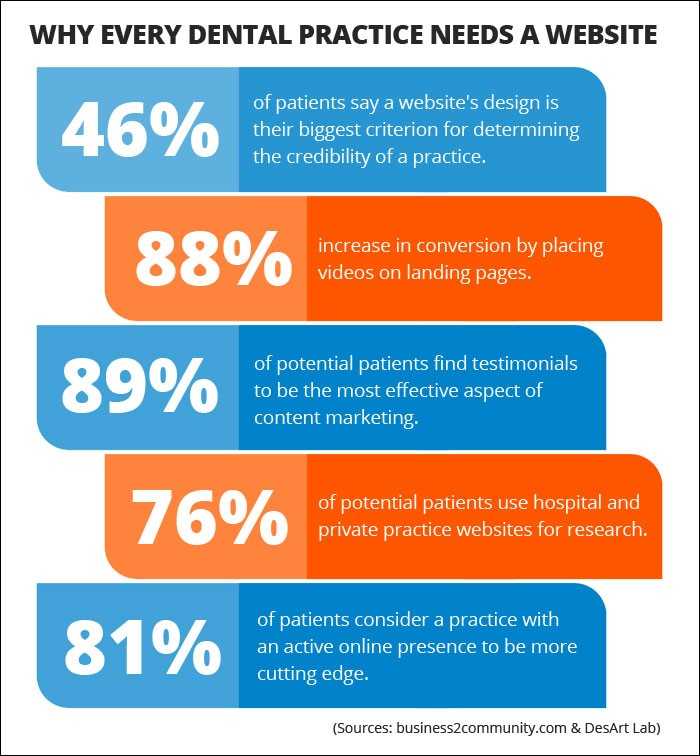 WHY EVERY DENTAL PRACTICE NEEDS A WEBSITE
46%
of patients say a website's design is
their biggest criterion for determining
the credibility of a practice.
88%
increase in conversion by placing
videos on landing pages.
89%
of potential patients find testimonials
to be the most effective aspect of
content marketing.
76%
of potential patients use hospital and
private practice websites for research.
81%
of patients consider a practice with
an active online presence to be more
cutting edge.
(Sources: business2community.com & DesArt Lab)